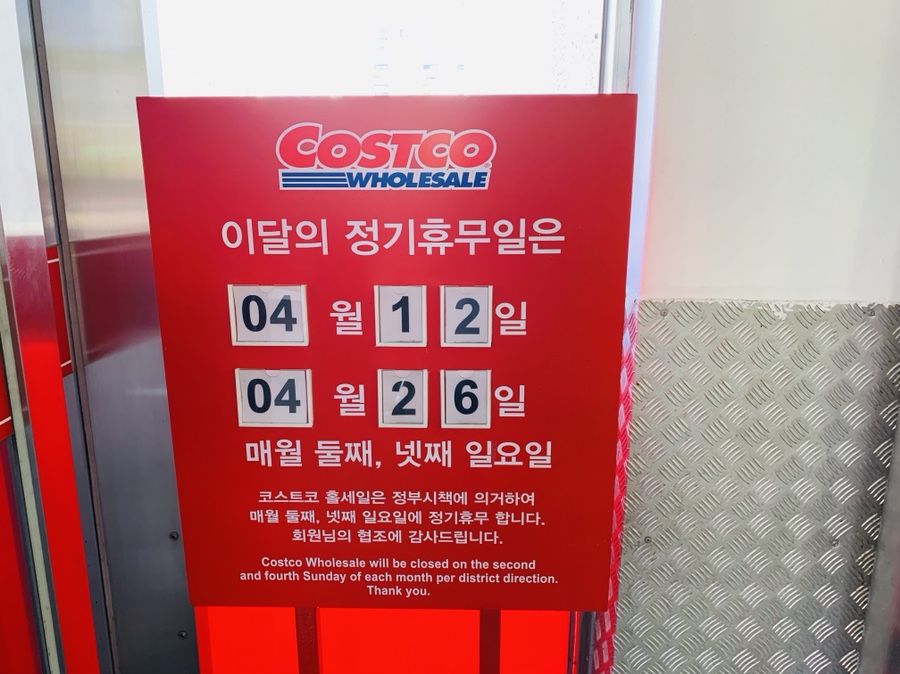 COSTCO
WHOLESALE
이달의 정기휴무일은
04 월 12일
04 월 26일
매월 둘째, 넷째 일요일
코스트코 홀세일은 정부시책에 의거하여
매월 둘째, 넷째 일요일에 정기휴무 합니다.
회원님의 협조에 감사드립니다.
Costco Wholesale will be closed on the second
and fourth Sunday of each month per district direction.
Thank you.